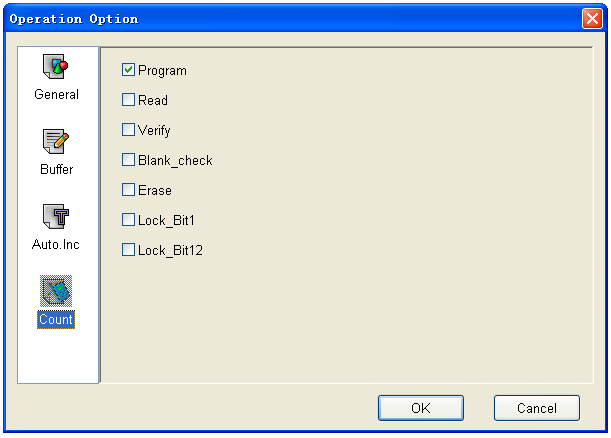 Operation Option
General
Buffer
Auto.Inc
Count
Program
Read
Verify
Blank_check
Erase
Lock_Bit1
Lock_Bit12
OK
Cancel